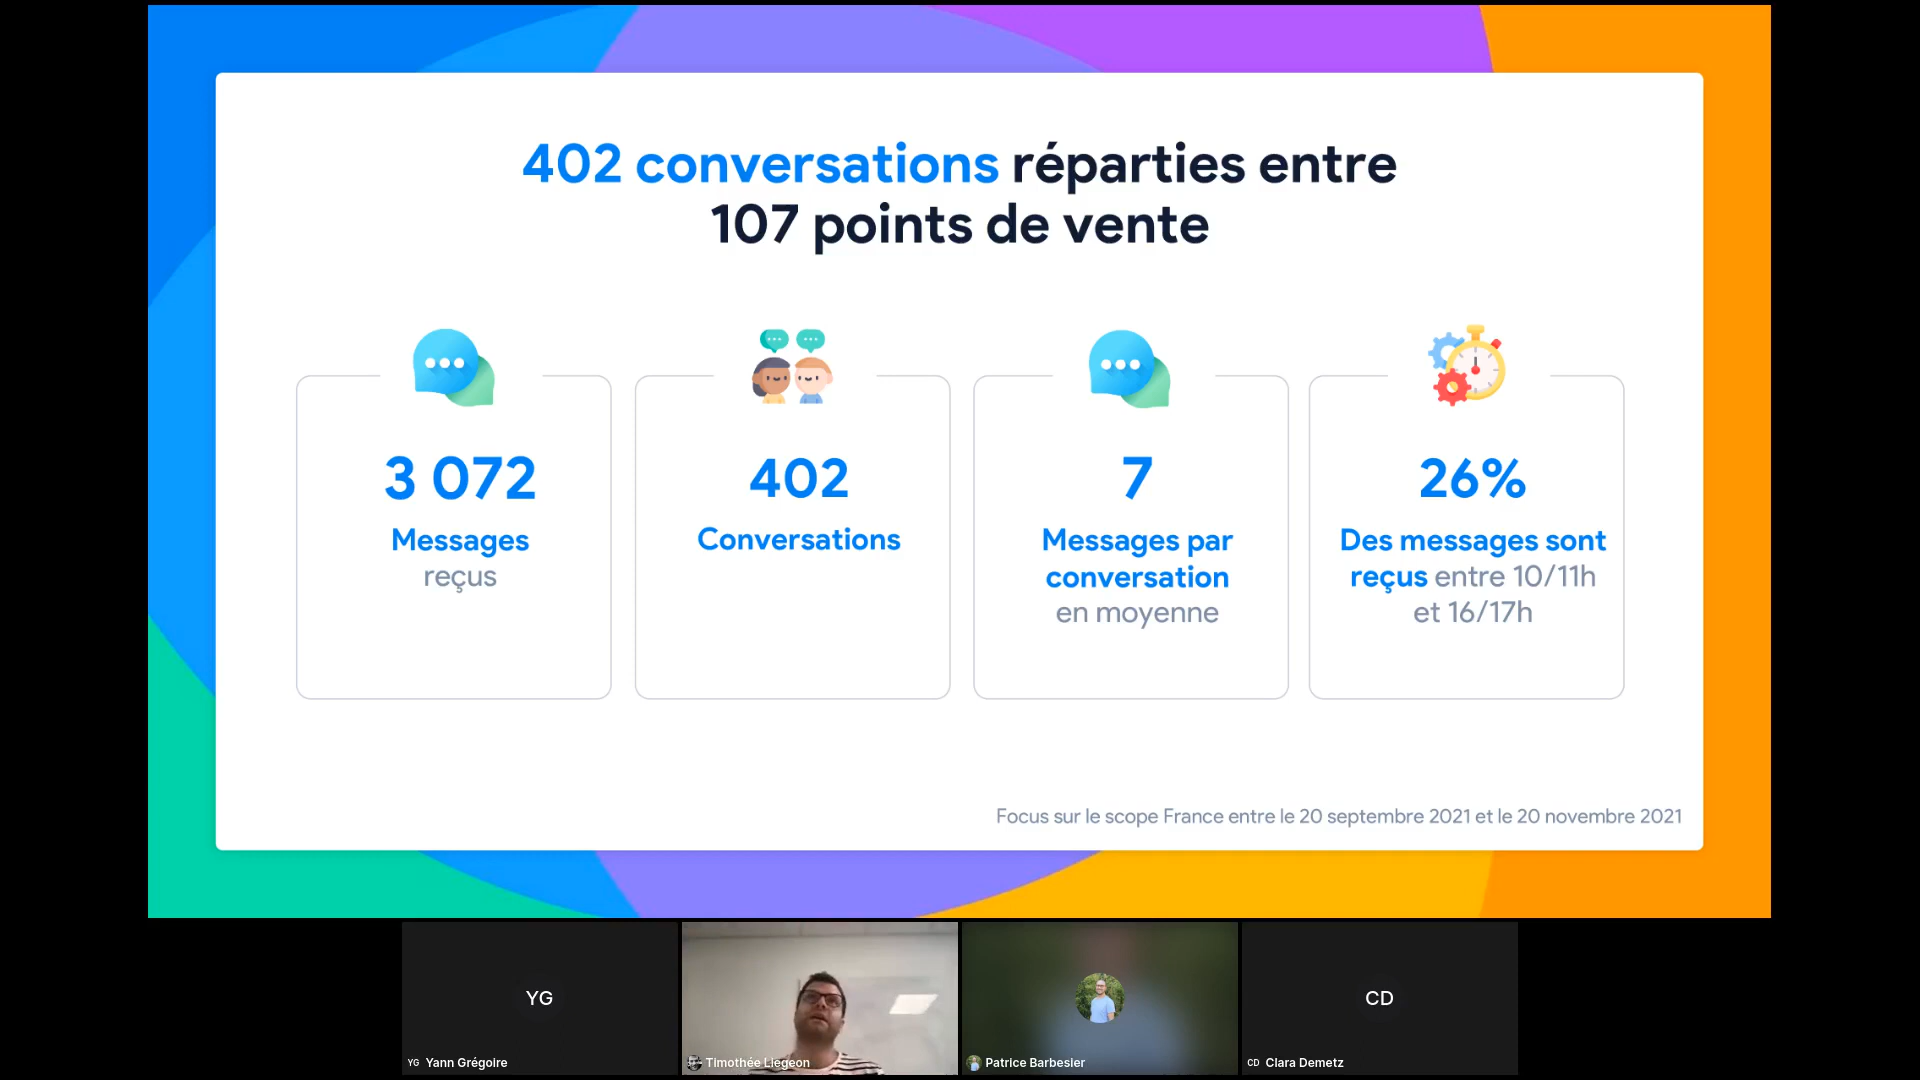 402 conversations réparties entre
107 points de vente
3 072
Messages
reçus
402
Conversations
7
Messages par
conversation
en moyenne
26%
Des messages sont
reçus entre 10/11h
et 16/17h
Focus sur le scope France entre le 20 septembre 2021 et le 20 novembre 2021
YG
YG Yann Grégoire
Timothée Liegeon
Patrice Barbesier
CD
CD Clara Demetz